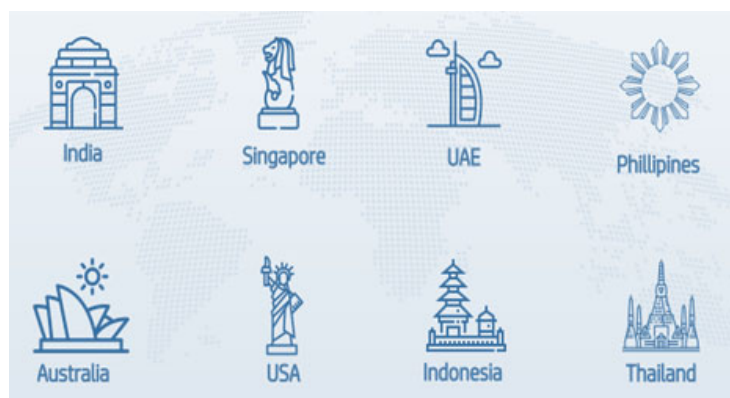 India
Singapore
UAE
Phillipines
Australia
USA
Indonesia
Thailand